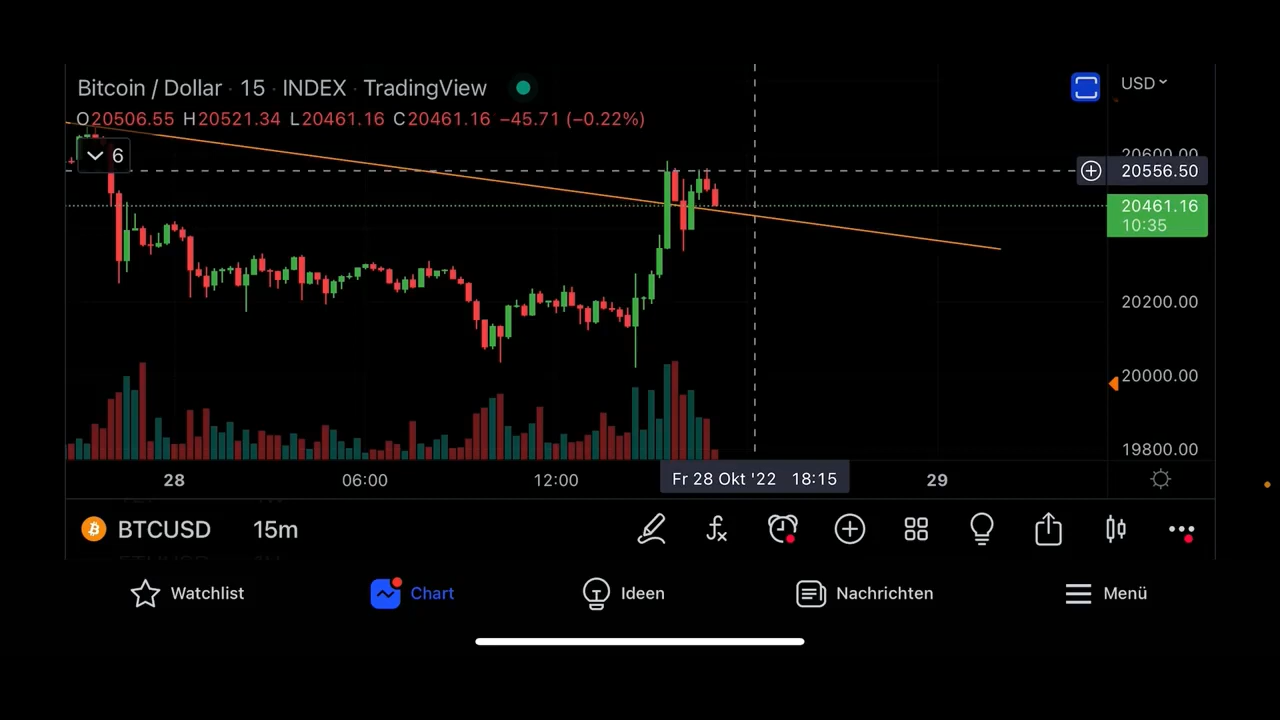 Bitcoin / Dollar · 15 · INDEX · TradingView
USD
O20506.55 H20521.34 L20461.16 C20461.16 −45.71 (−0.22%)
6
20600.00
20556.50
20461.16
10:35
20200.00
20000.00
19800.00
28 06:00 12:00 Fr 28 Okt '22 18:15 29
BTCUSD 15m
Watchlist Chart Ideen Nachrichten Menü